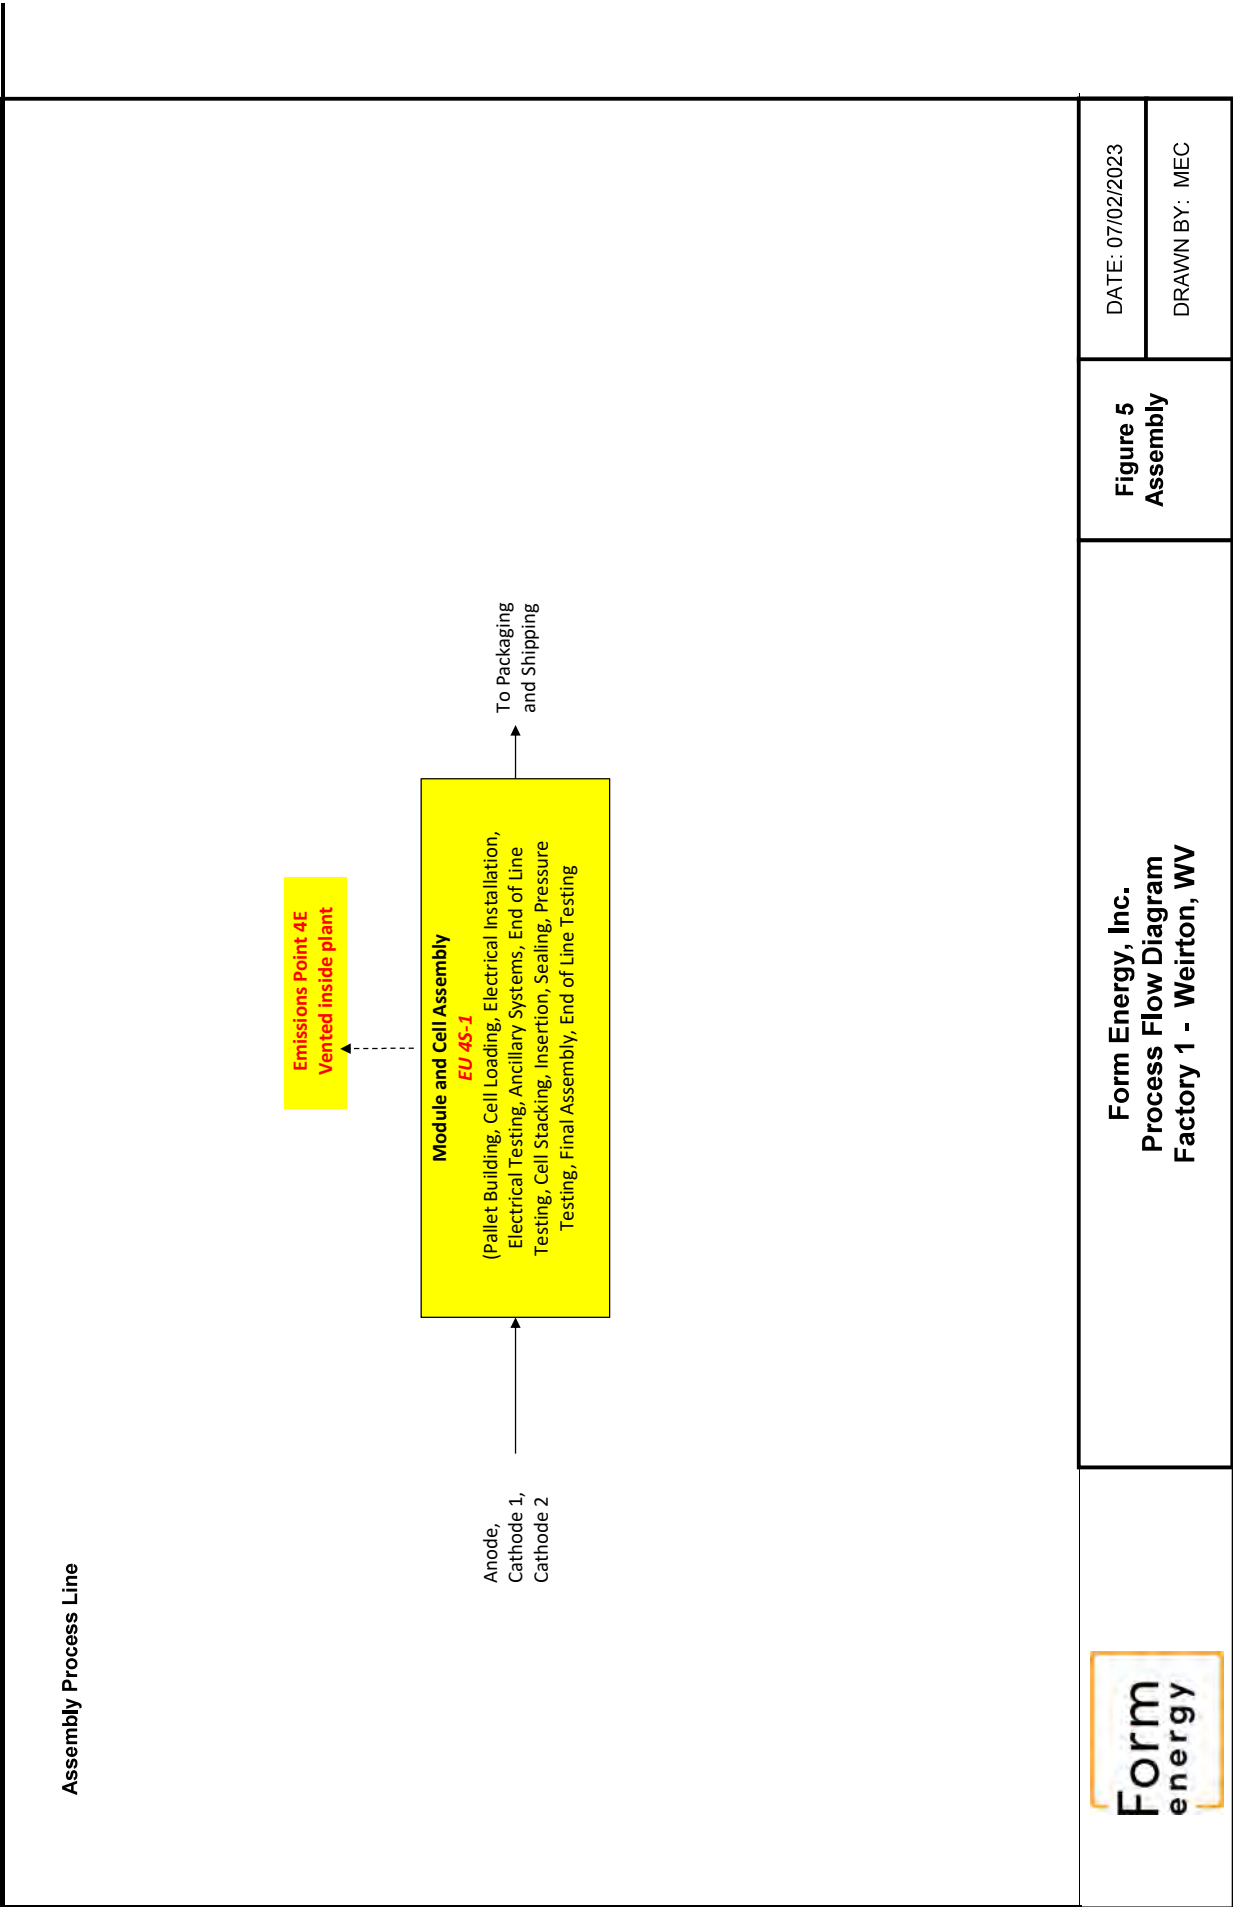 Assembly Process Line
Emissions Point 4E
Vented inside plant
Module and Cell Assembly
EU 4S-1
(Pallet Building, Cell Loading, Electrical Installation,
Electrical Testing, Ancillary Systems, End of Line
Testing, Cell Stacking, Insertion, Sealing, Pressure
Testing, Final Assembly, End of Line Testing
Anode,
Cathode 1,
Cathode 2
To Packaging
and Shipping
Form
energy
Form Energy, Inc.
Process Flow Diagram
Factory 1 - Weirton, WV
Figure 5
Assembly
DATE: 07/02/2023
DRAWN BY: MEC